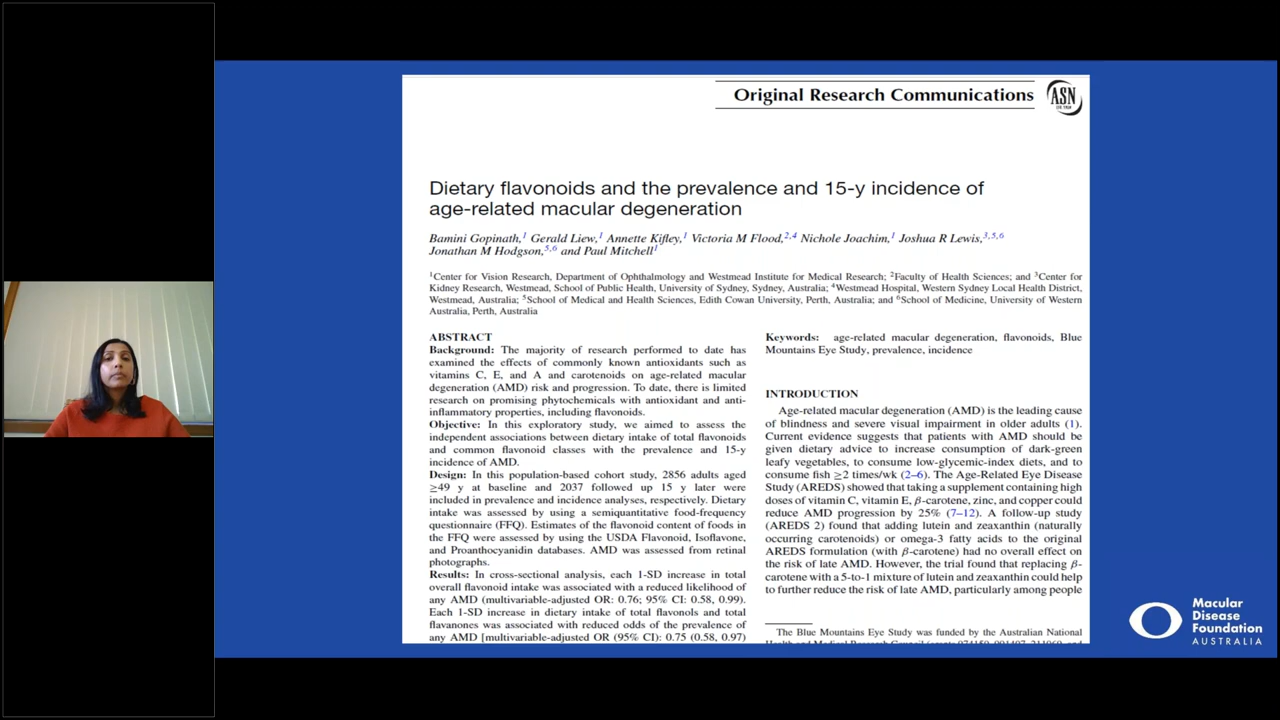 Original Research Communications
ASN
Dietary flavonoids and the prevalence and 15-y incidence of
age-related macular degeneration
Bamini Gopinath,1 Gerald Liew,1 Annette Kifley,1 Victoria M Flood,2,4 Nichole Joachim,1 Joshua R Lewis,3,5,6
Jonathan M Hodgson,5,6 and Paul Mitchell1
1Center for Vision Research, Department of Ophthalmology and Westmead Institute for Medical Research; 2Faculty of Health Sciences; and 3Center for
Kidney Research, Westmead, School of Public Health, University of Sydney, Sydney, Australia; 4Westmead Hospital, Western Sydney Local Health District,
Westmead, Australia; 5School of Medical and Health Sciences, Edith Cowan University, Perth, Australia; and 6School of Medicine, University of Western
Australia, Perth, Australia
ABSTRACT
Background: The majority of research performed to date has
examined the effects of commonly known antioxidants such as
vitamins C, E, and A and carotenoids on age-related macular
degeneration (AMD) risk and progression. To date, there is limited
research on promising phytochemicals with antioxidant and anti-
inflammatory properties, including flavonoids.
Objective: In this exploratory study, we aimed to assess the
independent associations between dietary intake of total flavonoids
and common flavonoid classes with the prevalence and 15-y
incidence of AMD.
Design: In this population-based cohort study, 2856 adults aged
≥49 y at baseline and 2037 followed up 15 y later were
included in prevalence and incidence analyses, respectively. Dietary
intake was assessed by using a semiquantitative food-frequency
questionnaire (FFQ). Estimates of the flavonoid content of foods in
the FFQ were assessed by using the USDA Flavonoid, Isoflavone,
and Proanthocyanidin databases. AMD was assessed from retinal
photographs.
Results: In cross-sectional analysis, each 1-SD increase in total
overall flavonoid intake was associated with a reduced likelihood of
any AMD (multivariable-adjusted OR: 0.76; 95% CI: 0.58, 0.99).
Each 1-SD increase in dietary intake of total flavonols and total
flavanones was associated with reduced odds of the prevalence of
any AMD [multivariable-adjusted OR (95% CI): 0.75 (0.58, 0.97)
Keywords: age-related macular degeneration, flavonoids, Blue
Mountains Eye Study, prevalence, incidence
INTRODUCTION
Age-related macular degeneration (AMD) is the leading cause
of blindness and severe visual impairment in older adults (1).
Current evidence suggests that patients with AMD should be
given dietary advice to increase consumption of dark-green
leafy vegetables, to consume low-glycemic-index diets, and to
consume fish ≥2 times/wk (2–6). The Age-Related Eye Disease
Study (AREDS) showed that taking a supplement containing high
doses of vitamin C, vitamin E, β-carotene, zinc, and copper could
reduce AMD progression by 25% (7–12). A follow-up study
(AREDS 2) found that adding lutein and zeaxanthin (naturally
occurring carotenoids) or omega-3 fatty acids to the original
AREDS formulation (with β-carotene) had no overall effect on
the risk of late AMD. However, the trial found that replacing β-
carotene with a 5-to-1 mixture of lutein and zeaxanthin could help
to further reduce the risk of late AMD, particularly among people
The Blue Mountains Eye Study was funded by the Australian National
Macular
Disease
Foundation
AUSTRALIA